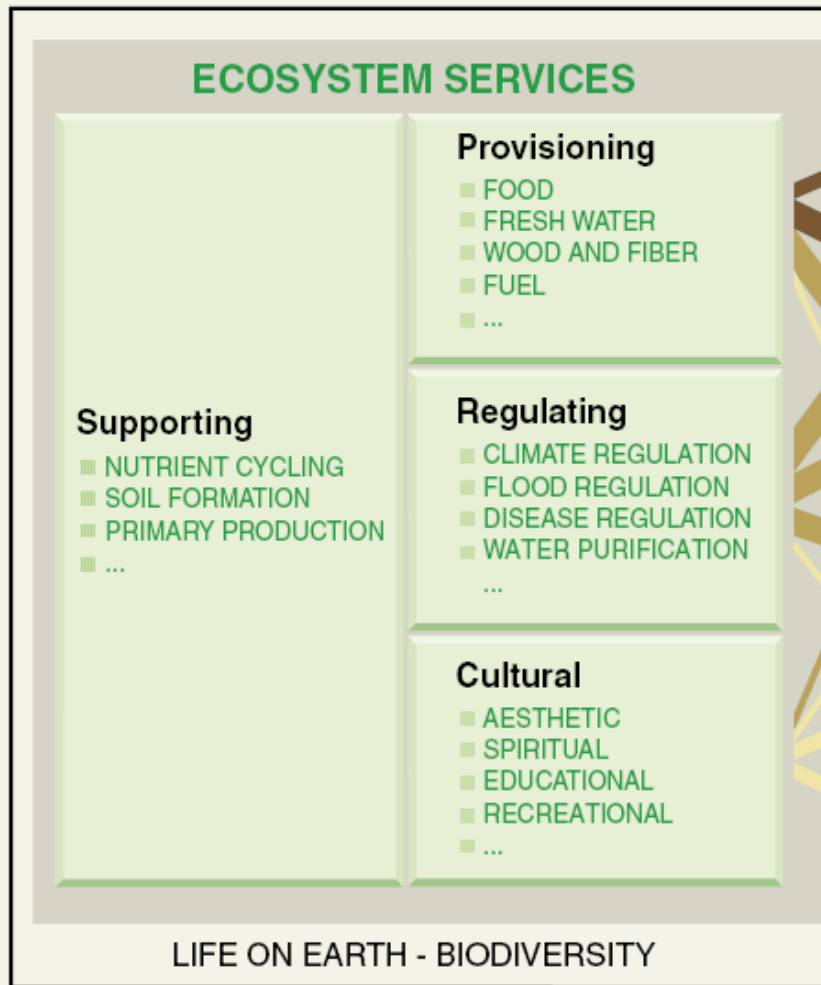 ECOSYSTEM SERVICES
Supporting
NUTRIENT CYCLING
SOIL FORMATION
PRIMARY PRODUCTION
...
Provisioning
FOOD
FRESH WATER
WOOD AND FIBER
FUEL
...
Regulating
CLIMATE REGULATION
FLOOD REGULATION
DISEASE REGULATION
WATER PURIFICATION
...
Cultural
AESTHETIC
SPIRITUAL
EDUCATIONAL
RECREATIONAL
...
LIFE ON EARTH - BIODIVERSITY